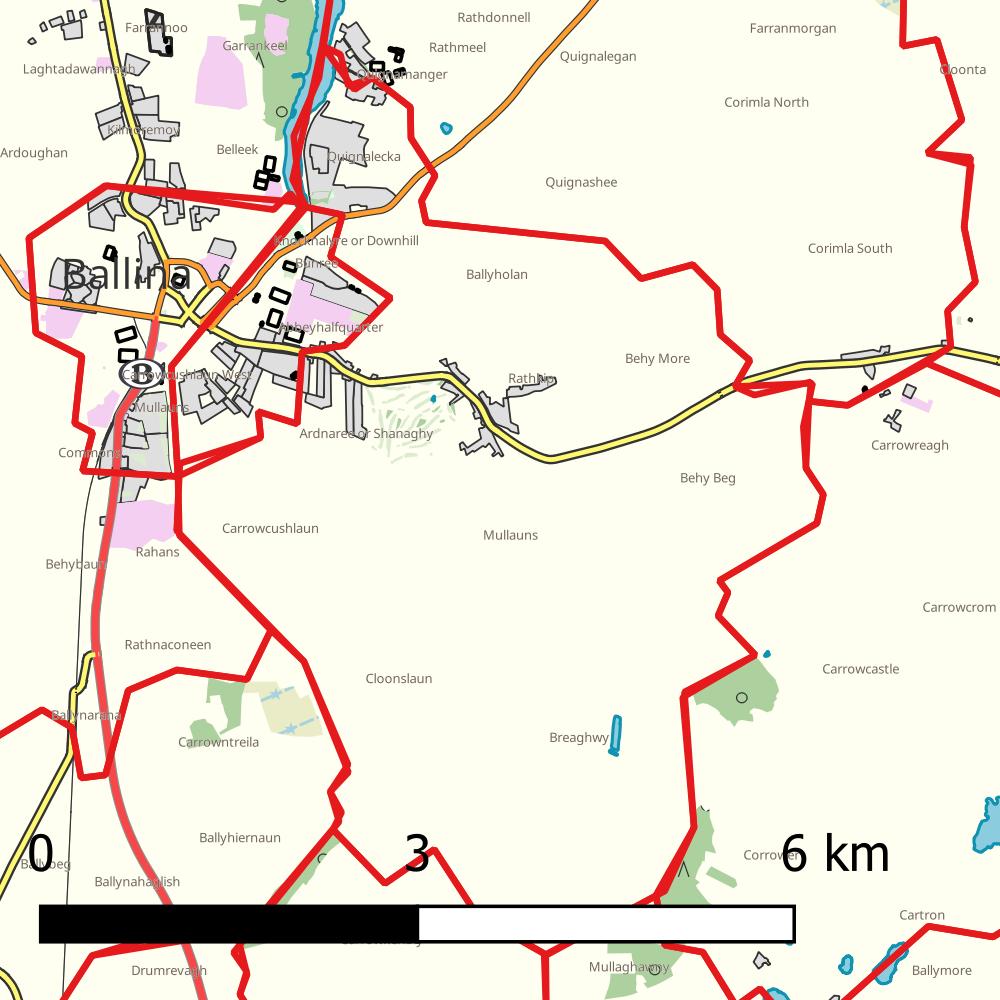 Rathdonnell
Farrannoo
Farranmorgan
Garrankeel
Rathmeel
Quignalegan
Laghtadawannagh
Quignamanger
Cloonta
Corimla North
Kilmoremoy
Ardoughan
Belleek
Quignalecka
Quignashee
Knocknalyre or Downhill
Corimla South
Bunree
Ballina
Ballyholan
Abbeyhalfquarter
Behy More
B
Carrowcushlaun West
Rathkip
Mullauns
Ardnaree or Shanaghy
Carrowreagh
Commons
Behy Beg
Carrowcushlaun
Mullauns
Rahans
Behybaun
Carrowcrom
Rathnaconeen
Carrowcastle
Cloonslaun
Ballynaraha
Breaghwy
Carrowntreila
Ballyhiernaun
0 3 6 km
Corrower
Ballybeg
Ballynahaglish
Cartron
Drumrevagh
Mullaghawny
Ballymore